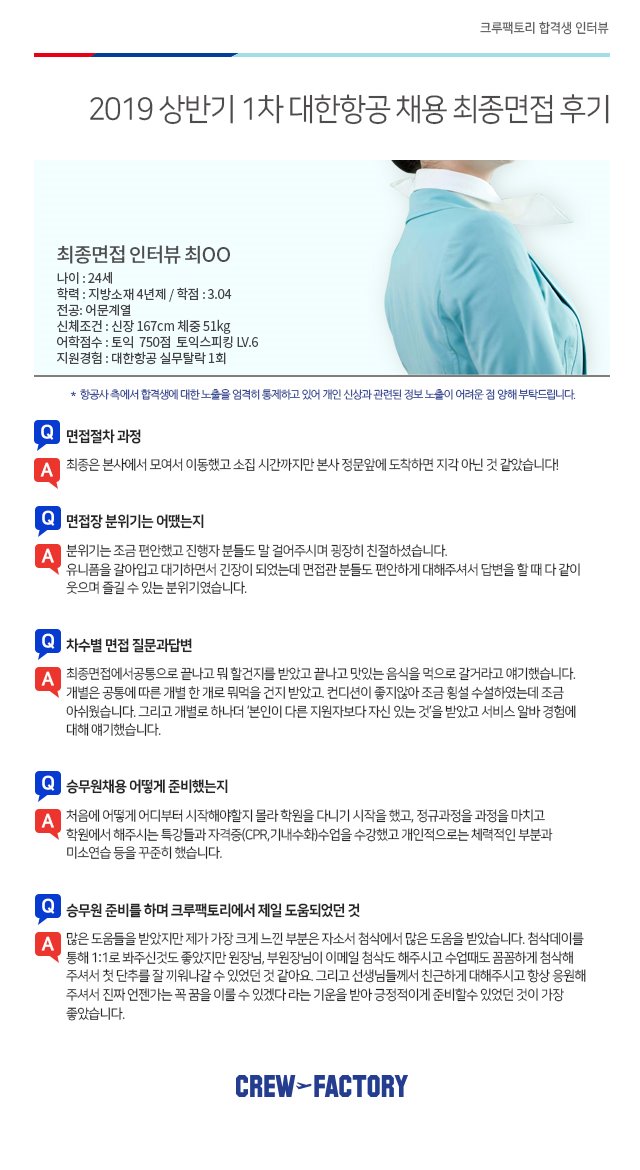 크루팩토리 합격생 인터뷰
2019 상반기 1차 대한항공 채용 최종면접 후기
최종면접 인터뷰 최OO
나이 : 24세
학력 : 지방소재 4년제 / 학점 : 3.04
전공: 어문계열
신체조건 : 신장 167cm 체중 51kg
어학점수 : 토익 750점 토익스피킹 LV.6
지원경험 : 대한항공 실무탈락 1회
* 항공사 측에서 합격생에 대한 노출을 엄격히 통제하고 있어 개인 신상과 관련된 정보 노출이 어려운 점 양해 부탁드립니다.
Q 면접절차 과정
A 최종은 본사에서 모여서 이동했고 소집 시간까지만 본사 정문앞에 도착하면 지각 아닌 것 같았습니다!
Q 면접장 분위기는 어땠는지
A 분위기는 조금 편안했고 진행자 분들도 말 걸어주시며 굉장히 친절하셨습니다.
유니폼을 갈아입고 대기하면서 긴장이 되었는데 면접관 분들도 편안하게 대해주셔서 답변을 할 때 다 같이
웃으며 즐길 수 있는 분위기였습니다.
Q 차수별 면접 질문과답변
A 최종면접에서공통으로 끝나고 뭐 할건지를 받았고 끝나고 맛있는 음식을 먹으로 갈거라고 얘기했습니다.
개별은 공통에 따른 개별 한 개로 뭐먹을 건지 받았고. 컨디션이 좋지않아 조금 횡설 수설하였는데 조금
아쉬웠습니다. 그리고 개별로 하나더 '본인이 다른 지원자보다 자신 있는 것'을 받았고 서비스 알바 경험에
대해 얘기했습니다.
Q 승무원채용 어떻게 준비했는지
A 처음에 어떻게 어디부터 시작해야할지 몰라 학원을 다니기 시작을 했고, 정규과정을 과정을 마치고
학원에서 해주시는 특강들과 자격증(CPR,기내수화)수업을 수강했고 개인적으로는 체력적인 부분과
미소연습 등을 꾸준히 했습니다.
Q 승무원 준비를 하며 크루팩토리에서 제일 도움되었던 것
A 많은 도움들을 받았지만 제가 가장 크게 느낀 부분은 자소서 첨삭에서 많은 도움을 받았습니다. 첨삭데이를
통해 1:1로 봐주신것도 좋았지만 원장님, 부원장님이 이메일 첨삭도 해주시고 수업때도 꼼꼼하게 첨삭해
주셔서 첫 단추를 잘 끼워나갈 수 있었던 것 같아요. 그리고 선생님들께서 친근하게 대해주시고 항상 응원해
주셔서 진짜 언젠가는 꼭 꿈을 이룰 수 있겠다 라는 기운을 받아 긍정적이게 준비할수 있었던 것이 가장
좋았습니다.
CREW FACTORY